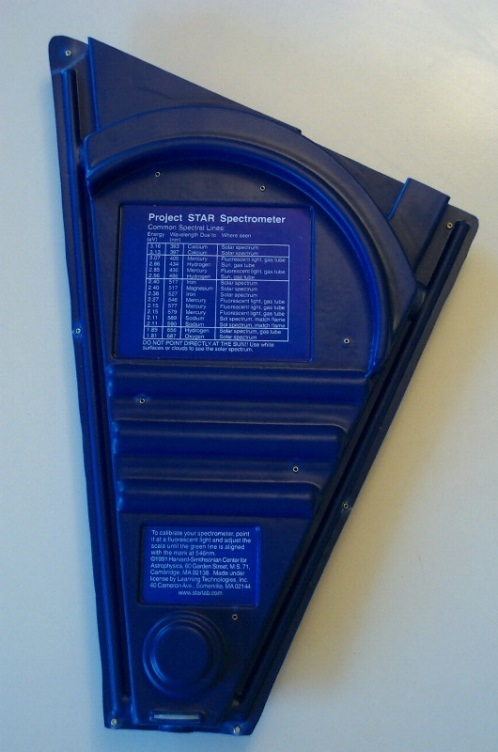 Project STAR Spectrometer
Common Spectral Lines:
Energy Wavelength Due to Where seen
(eV) (nm)
3.16 393 Calcium Solar spectrum
3.13 397 Calcium Solar spectrum
3.07 405 Mercury Fluorescent light, gas tube
2.86 434 Hydrogen Sun, gas tube
2.85 436 Mercury Fluorescent light, gas tube
2.56 486 Hydrogen Sun, gas tube
2.40 517 Iron Solar spectrum
2.40 517 Magnesium Solar spectrum
2.36 527 Iron Solar spectrum
2.27 546 Mercury Fluorescent light, gas tube
2.15 577 Mercury Fluorescent light, gas tube
2.15 579 Mercury Fluorescent light, gas tube
2.11 589 Sodium Sol spectrum, match flame
2.11 590 Sodium Sol spectrum, match flame
1.89 656 Hydrogen Solar spectrum, gas tube
1.81 687 Oxygen Solar spectrum
DO NOT POINT DIRECTLY AT THE SUN!! Use white
surfaces or clouds to see the solar spectrum.
To calibrate your spectrometer, point
it at a fluorescent light and adjust the
scale until the green line is aligned
with the mark at 546nm.
©1991 Harvard-Smithsonian Center for
Astrophysics, 60 Garden Street, M.S. 71,
Cambridge, MA 02138 Made under
license by Learning Technologies, Inc.
40 Cameron Ave., Somerville, MA 02144
www.starlab.com